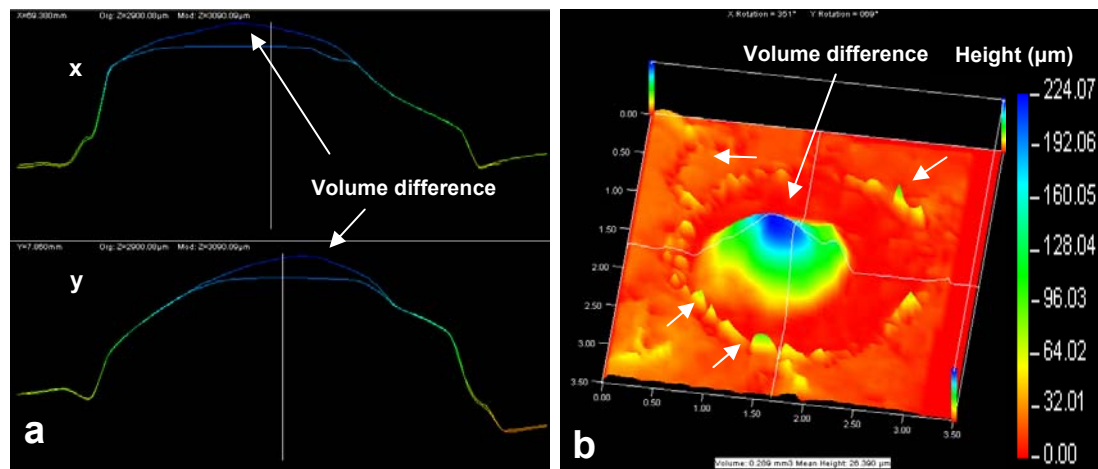 X=69.300mm Org: Z=2900.08µm Mod: Z=3090.09µm
x
Volume difference
Y=7.850mm Org: Z=2900.08µm Mod: Z=3090.09µm
y
a
X Rotation = 351° Y Rotation = 069°
Volume difference
Height (µm)
224.07
192.06
160.05
128.04
96.03
64.02
32.01
0.00
0.00
0.50
1.00
1.50
2.00
2.50
3.00
3.50
0.00
0.50
1.00
1.50
2.00
2.50
3.00
3.50
b
Volume: 0.289 mm3 Mean Height: 26.390 µm